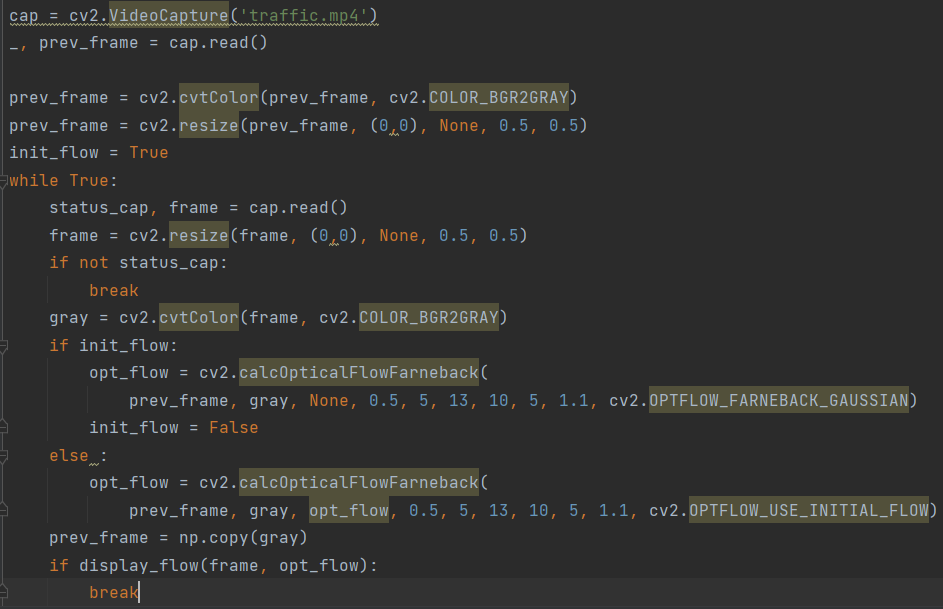 cap = cv2.VideoCapture('traffic.mp4')
_, prev_frame = cap.read()

prev_frame = cv2.cvtColor(prev_frame, cv2.COLOR_BGR2GRAY)
prev_frame = cv2.resize(prev_frame, (0,0), None, 0.5, 0.5)
init_flow = True
while True:
    status_cap, frame = cap.read()
    frame = cv2.resize(frame, (0,0), None, 0.5, 0.5)
    if not status_cap:
        break
    gray = cv2.cvtColor(frame, cv2.COLOR_BGR2GRAY)
    if init_flow:
        opt_flow = cv2.calcOpticalFlowFarneback(
            prev_frame, gray, None, 0.5, 5, 13, 10, 5, 1.1, cv2.OPTFLOW_FARNEBACK_GAUSSIAN)
        init_flow = False
    else :
        opt_flow = cv2.calcOpticalFlowFarneback(
            prev_frame, gray, opt_flow, 0.5, 5, 13, 10, 5, 1.1, cv2.OPTFLOW_USE_INITIAL_FLOW)
    prev_frame = np.copy(gray)
    if display_flow(frame, opt_flow):
        break